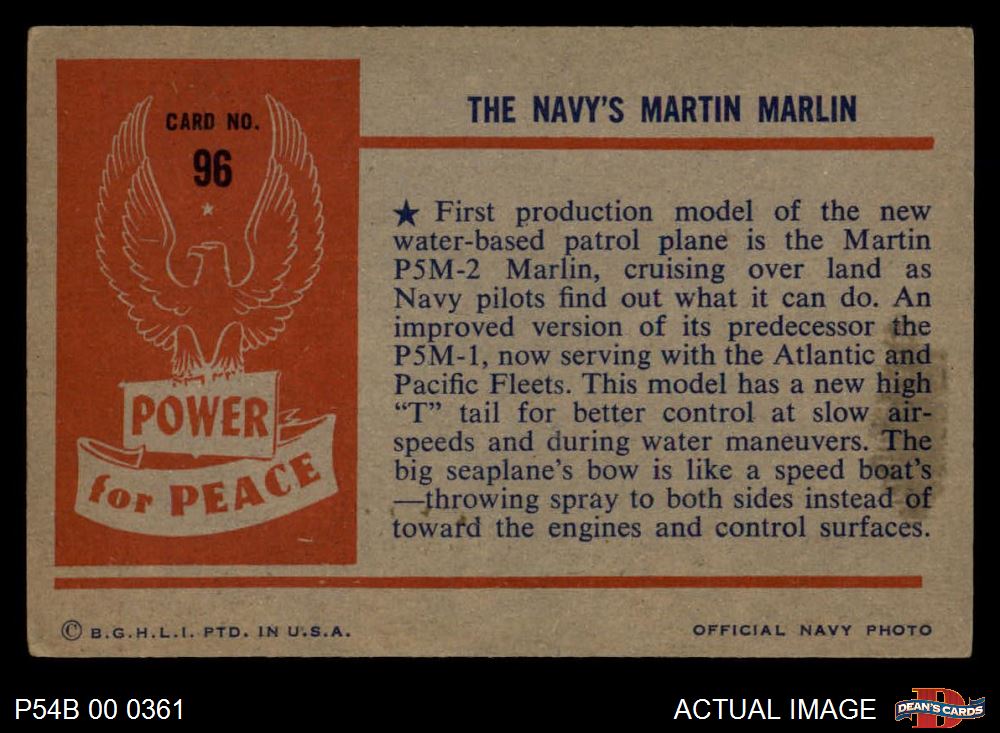 CARD NO.
96
POWER
for PEACE
THE NAVY'S MARTIN MARLIN
★ First production model of the new
water-based patrol plane is the Martin
P5M-2 Marlin, cruising over land as
Navy pilots find out what it can do. An
improved version of its predecessor the
P5M-1, now serving with the Atlantic and
Pacific Fleets. This model has a new high
"T" tail for better control at slow air-
speeds and during water maneuvers. The
big seaplane's bow is like a speed boat's
—throwing spray to both sides instead of
toward the engines and control surfaces.
© B.G.H.L.I. PTD. IN U.S.A.
OFFICIAL NAVY PHOTO
P54B 00 0361
ACTUAL IMAGE
DEAN'S CARDS